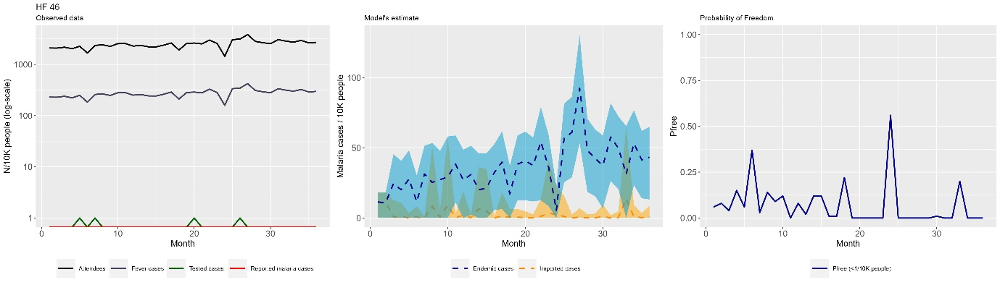 HF 46
Observed data
N/10K people (log-scale)
1000
100
10
1
0
10
20
30
Month
Attendees
Fever cases
Tested cases
Reported malaria cases
Model's estimate
Malaria cases / 10K people
100
50
0
0
10
20
30
Month
Endemic cases
Imported cases
Probability of Freedom
Pfree
1.00
0.75
0.50
0.25
0.00
0
10
20
30
Month
Pfree (<1/10K people)